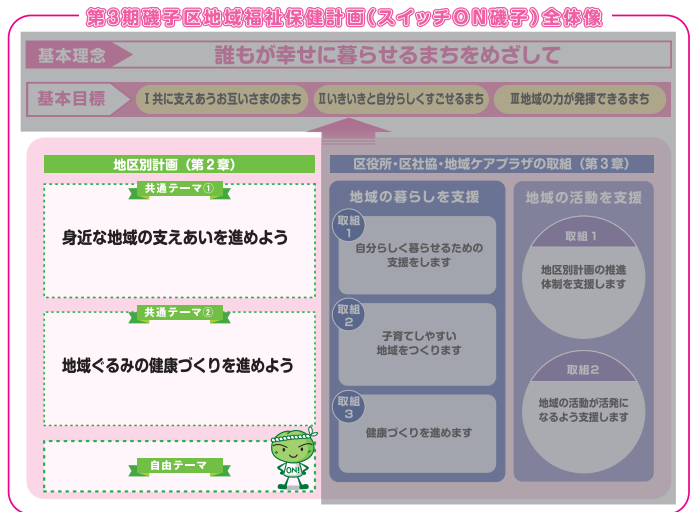 第3期磯子区地域福祉保健計画(スイッチON磯子)全体像
基本理念 誰もが幸せに暮らせるまちをめざして
基本目標 Ⅰ共に支えあうお互いさまのまち Ⅱいきいきと自分らしくすごせるまち Ⅲ地域の力が発揮できるまち
地区別計画(第2章)
共通テーマ①
身近な地域の支えあいを進めよう
共通テーマ②
地域ぐるみの健康づくりを進めよう
自由テーマ
ON!
区役所・区社協・地域ケアプラザの取組(第3章)
地域の暮らしを支援
取組
1
自分らしく暮らせるための
支援をします
取組
2
子育てしやすい
地域をつくります
取組
3
健康づくりを進めます
地域の活動を支援
取組1
地区別計画の推進
体制を支援します
取組2
地域の活動が活発に
なるよう支援します